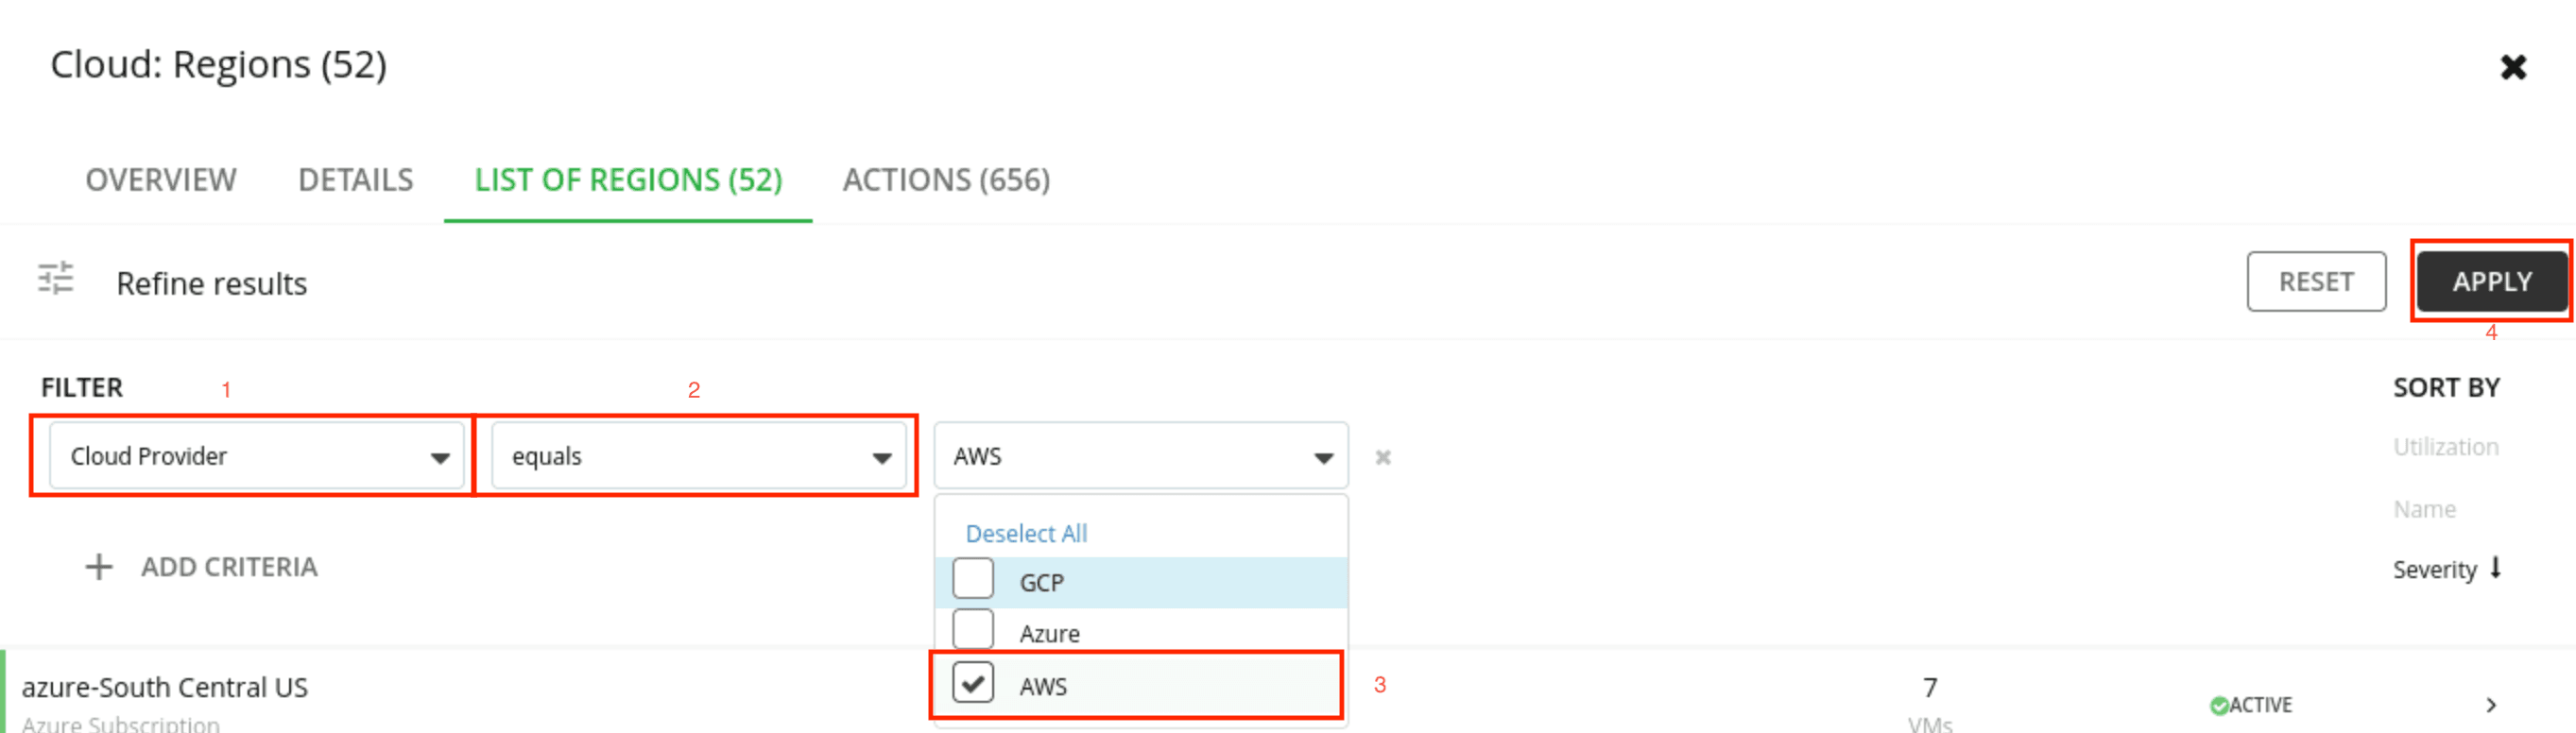 Cloud: Regions (52)
OVERVIEW DETAILS LIST OF REGIONS (52) ACTIONS (656)
Refine results RESET APPLY
4
FILTER 1 2 SORT BY
Cloud Provider equals AWS Utilization
Name
Deselect All
ADD CRITERIA Severity
GCP
Azure
AWS 3
azure-South Central US 7 ACTIVE
Azure Subscription VMs